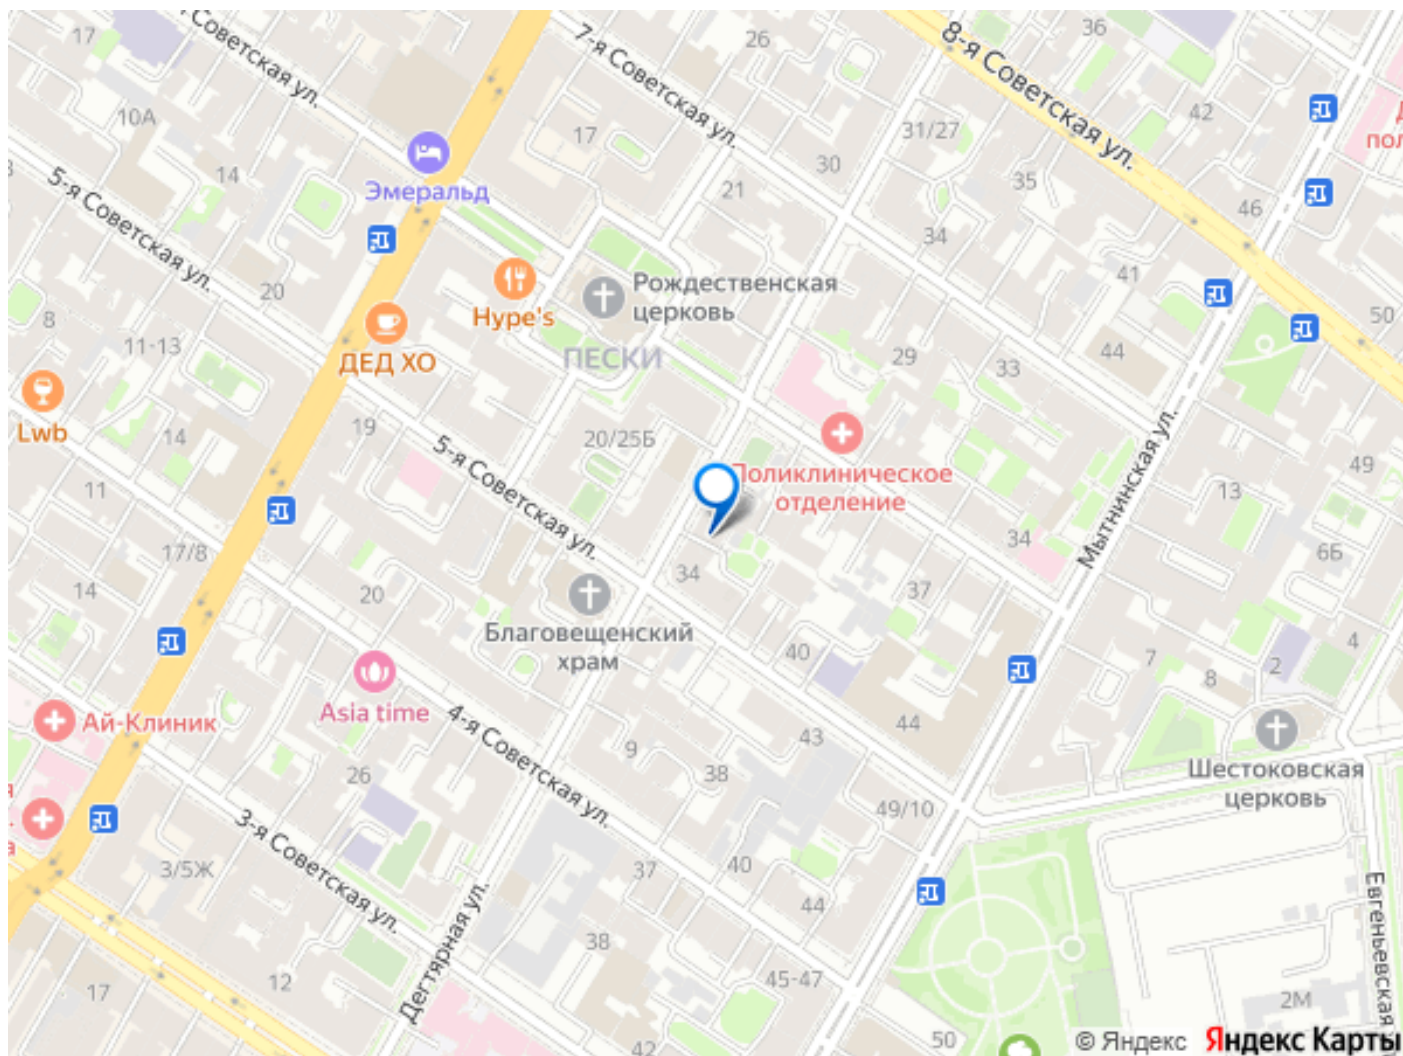 17
Советская ул.
7-я Советская ул.
26
8-я Советская ул.
36
42
10А
17
31/27
30
35
14
Эмеральд
21
46
5-я Советская ул.
34
41
20
Hype's
Рождественская
церковь
50
8
11-13
ДЕД ХО
ПЕСКИ
29
33
44
Lwb
14
19
20/25Б
5-я Советская ул.
Поликлиническое
отделение
Мытнинская ул.
49
11
13
17/8
34
6Б
14
20
34
37
Благовещенский
храм
40
4
7
2
8
Ай-Клиник
Asia time
4-я Советская ул.
9
43
44
38
Шестоковская
церковь
26
49/10
3-я Советская ул.
3/5Ж
37
40
44
Дегтярная ул.
Евгеньевская
38
12
45-47
17
2М
42
50
© Яндекс
Яндекс Карты